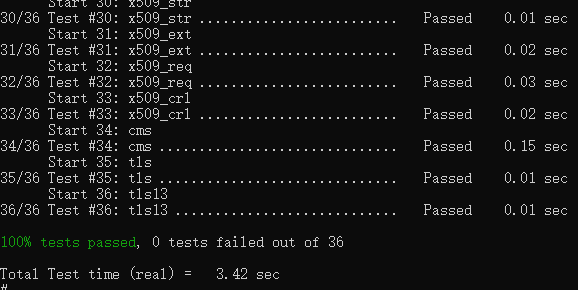 Start 30: x509_str
30/36 Test #30: x509_str .........................   Passed    0.01 sec
      Start 31: x509_ext
31/36 Test #31: x509_ext .........................   Passed    0.02 sec
      Start 32: x509_req
32/36 Test #32: x509_req .........................   Passed    0.03 sec
      Start 33: x509_crl
33/36 Test #33: x509_crl .........................   Passed    0.02 sec
      Start 34: cms
34/36 Test #34: cms ..............................   Passed    0.15 sec
      Start 35: tls
35/36 Test #35: tls ..............................   Passed    0.01 sec
      Start 36: tls13
36/36 Test #36: tls13 ............................   Passed    0.01 sec
100% tests passed, 0 tests failed out of 36
Total Test time (real) =   3.42 sec
#